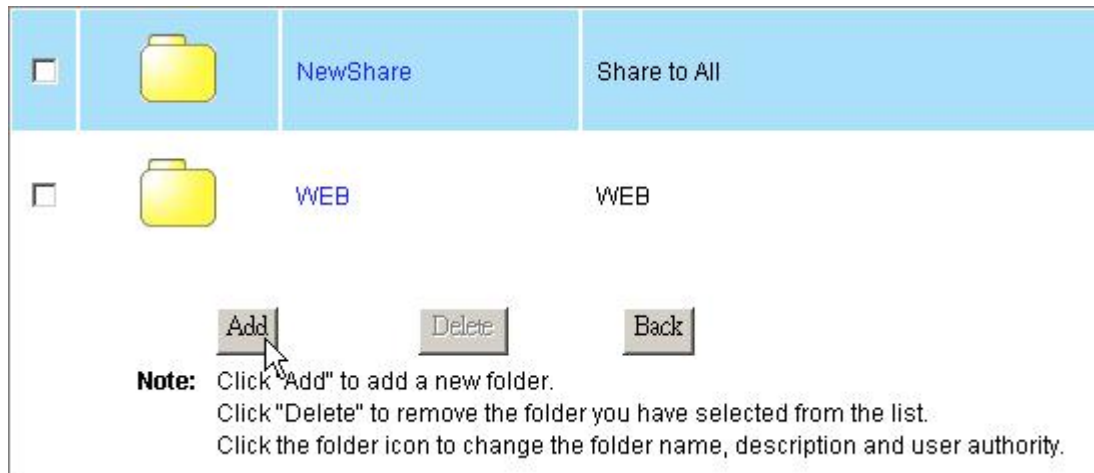 NewShare Share to All
WEB WEB
Add Delete Back
Note: Click "Add" to add a new folder.
Click "Delete" to remove the folder you have selected from the list.
Click the folder icon to change the folder name, description and user authority.